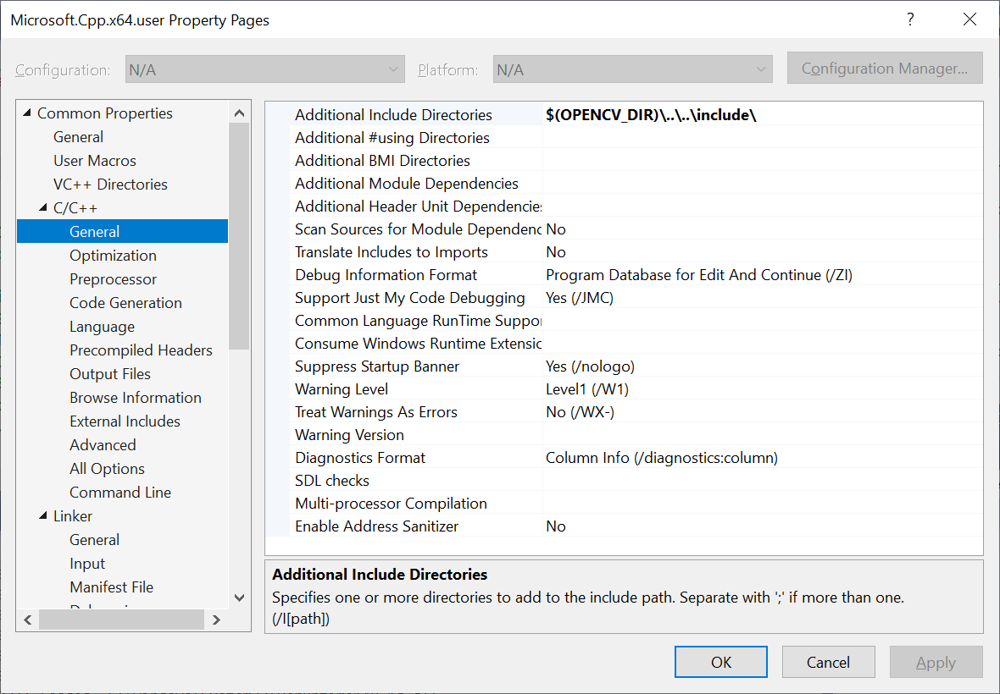 Microsoft.Cpp.x64.user Property Pages
?
Configuration: N/A Platform: N/A Configuration Manager...
Common Properties
General
User Macros
VC++ Directories
C/C++
General
Optimization
Preprocessor
Code Generation
Language
Precompiled Headers
Output Files
Browse Information
External Includes
Advanced
All Options
Command Line
Linker
General
Input
Manifest File
Additional Include Directories $(OPENCV_DIR)\..\..\include\
Additional #using Directories
Additional BMI Directories
Additional Module Dependencies
Additional Header Unit Dependencies
Scan Sources for Module Dependenc No
Translate Includes to Imports No
Debug Information Format Program Database for Edit And Continue (/ZI)
Support Just My Code Debugging Yes (/JMC)
Common Language RunTime Suppor
Consume Windows Runtime Extensic
Suppress Startup Banner Yes (/nologo)
Warning Level Level1 (/W1)
Treat Warnings As Errors No (/WX-)
Warning Version
Diagnostics Format Column Info (/diagnostics:column)
SDL checks
Multi-processor Compilation
Enable Address Sanitizer No
Additional Include Directories
Specifies one or more directories to add to the include path. Separate with ';' if more than one.
(/I[path])
OK Cancel Apply